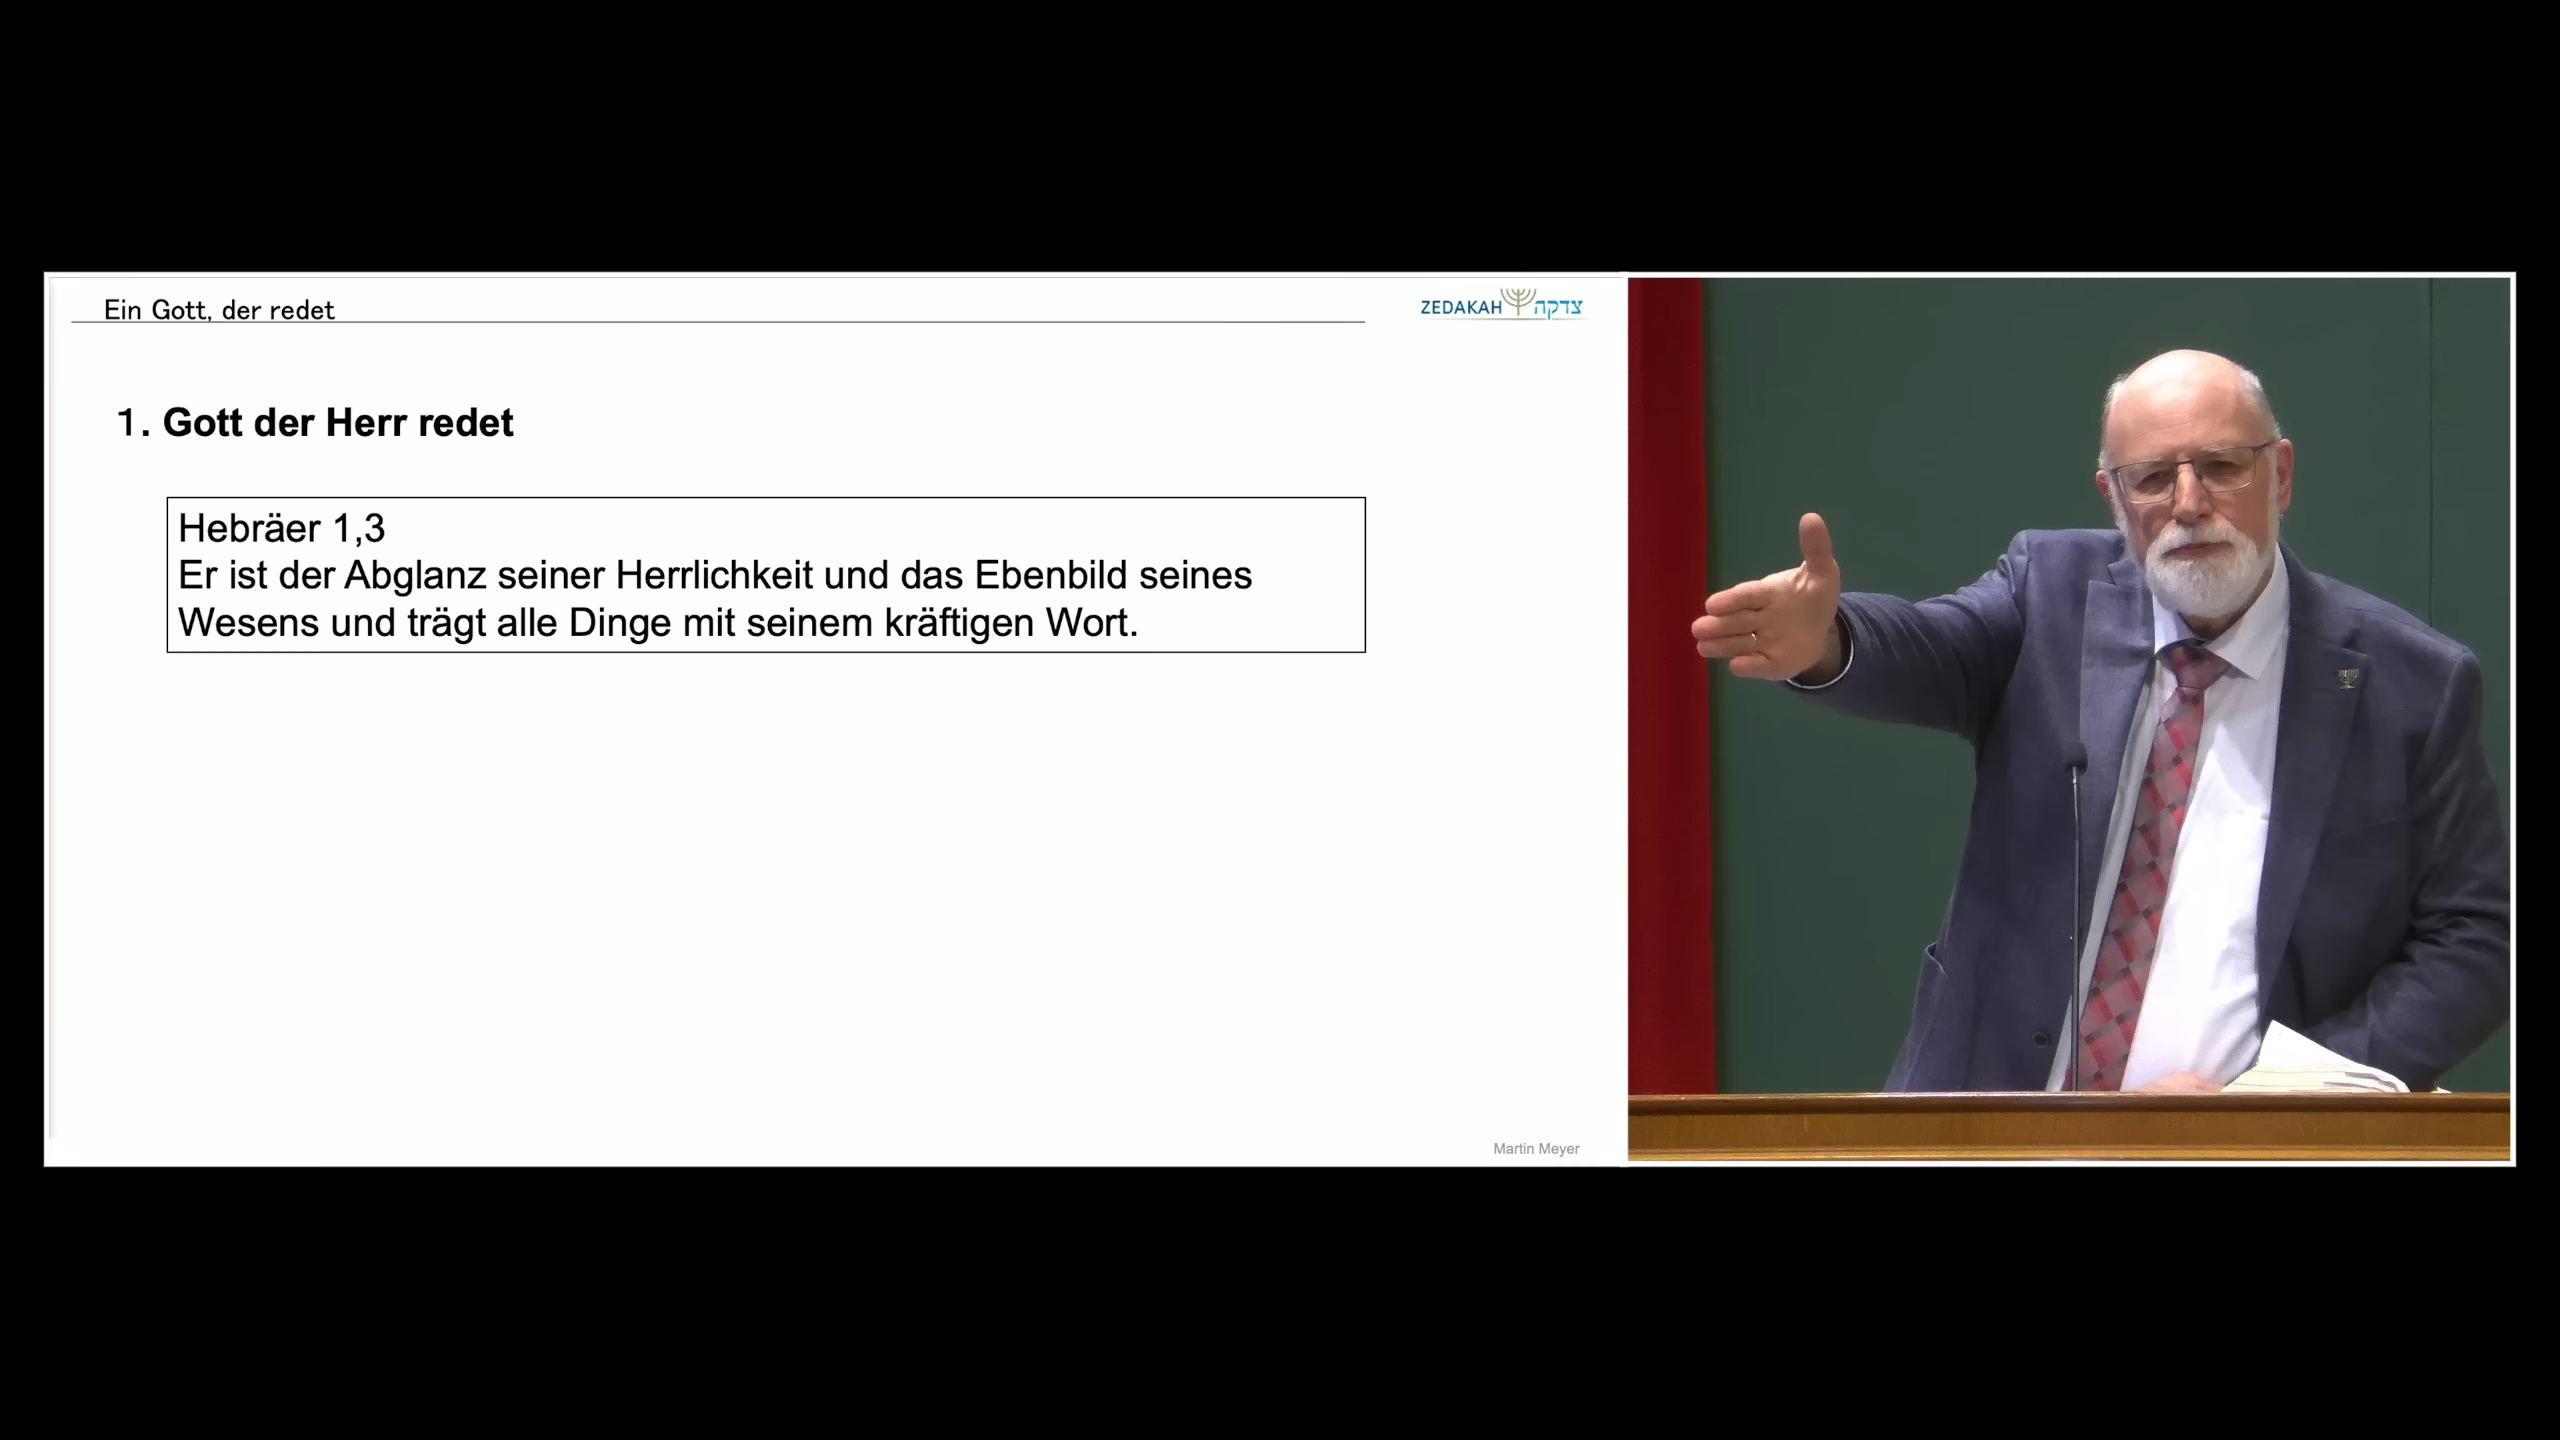 Ein Gott, der redet
ZEDAKAH צדקה
1. Gott der Herr redet
Hebräer 1,3
Er ist der Abglanz seiner Herrlichkeit und das Ebenbild seines
Wesens und trägt alle Dinge mit seinem kräftigen Wort.
Martin Meyer